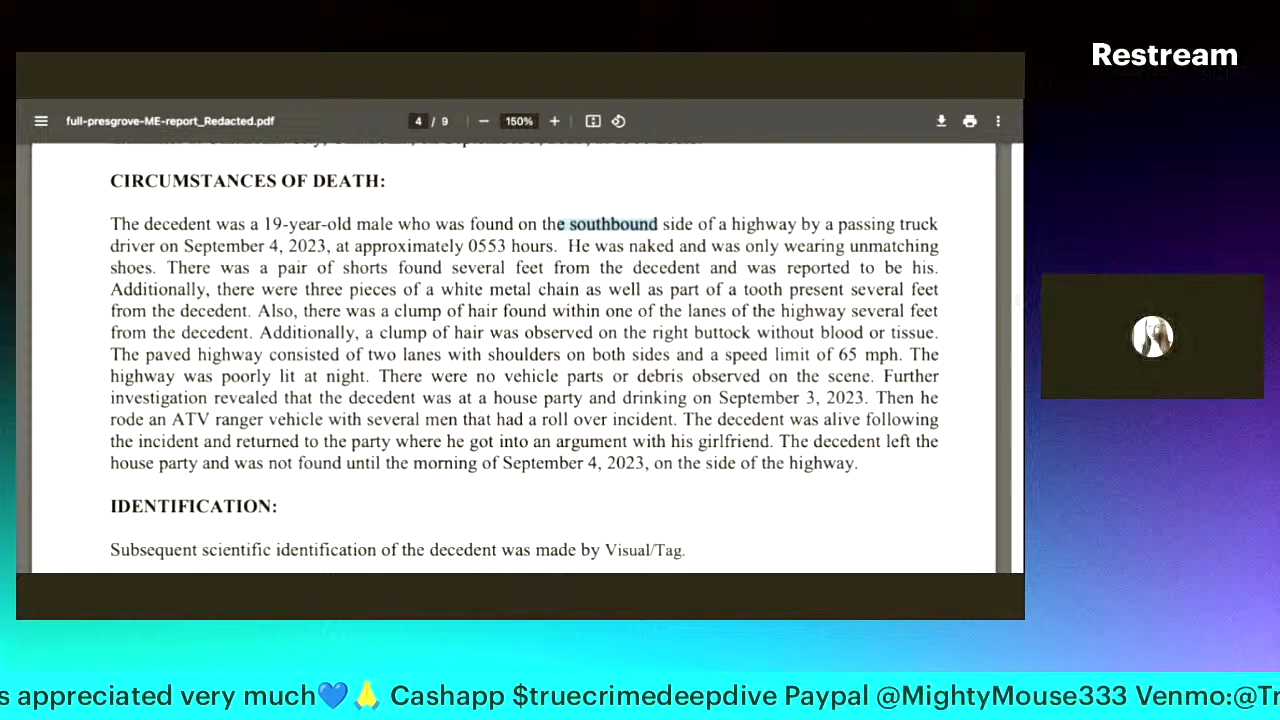 Restream
full-presgrove-ME-report_Redacted.pdf
4 / 9
150%
CIRCUMSTANCES OF DEATH:
The decedent was a 19-year-old male who was found on the southbound side of a highway by a passing truck
driver on September 4, 2023, at approximately 0553 hours. He was naked and was only wearing unmatching
shoes. There was a pair of shorts found several feet from the decedent and was reported to be his.
Additionally, there were three pieces of a white metal chain as well as part of a tooth present several feet
from the decedent. Also, there was a clump of hair found within one of the lanes of the highway several feet
from the decedent. Additionally, a clump of hair was observed on the right buttock without blood or tissue.
The paved highway consisted of two lanes with shoulders on both sides and a speed limit of 65 mph. The
highway was poorly lit at night. There were no vehicle parts or debris observed on the scene. Further
investigation revealed that the decedent was at a house party and drinking on September 3, 2023. Then he
rode an ATV ranger vehicle with several men that had a roll over incident. The decedent was alive following
the incident and returned to the party where he got into an argument with his girlfriend. The decedent left the
house party and was not found until the morning of September 4, 2023, on the side of the highway.
IDENTIFICATION:
Subsequent scientific identification of the decedent was made by Visual/Tag.
s appreciated very much💙🙏 Cashapp $truecrimedeepdive Paypal @MightyMouse333 Venmo:@Tr